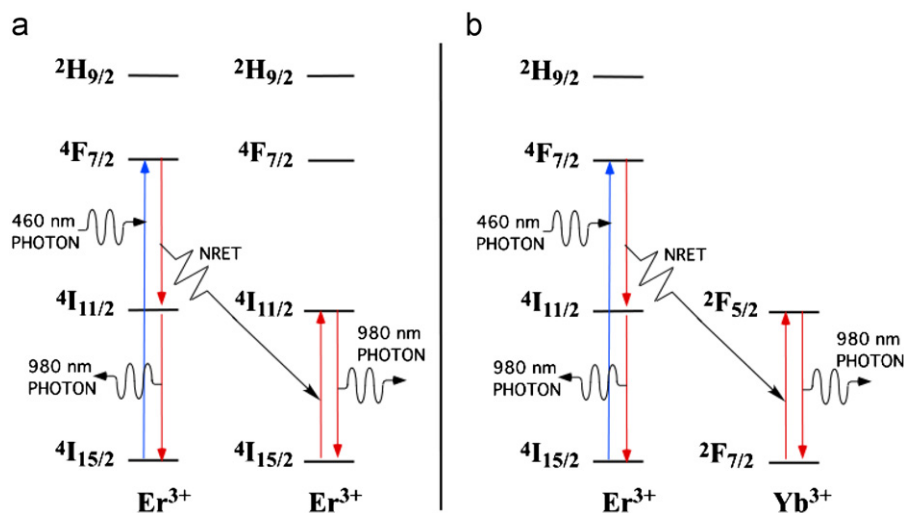 a
²H₉/₂
²H₉/₂
⁴F₇/₂
⁴F₇/₂
460 nm
PHOTON
NRET
⁴I₁₁/₂
⁴I₁₁/₂
980 nm
PHOTON
980 nm
PHOTON
⁴I₁₅/₂
⁴I₁₅/₂
Er³⁺
Er³⁺
b
²H₉/₂
⁴F₇/₂
460 nm
PHOTON
NRET
⁴I₁₁/₂
²F₅/₂
980 nm
PHOTON
980 nm
PHOTON
⁴I₁₅/₂
²F₇/₂
Er³⁺
Yb³⁺